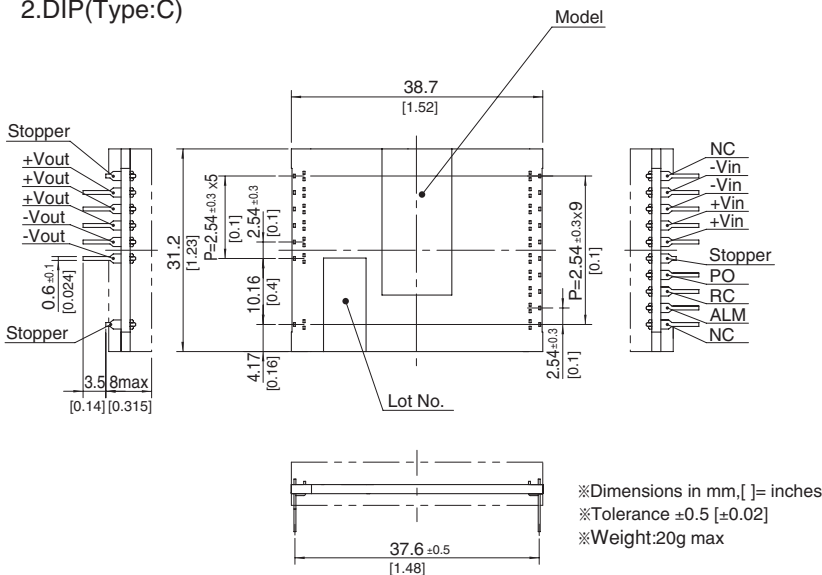 2.DIP(Type:C)
Model
38.7
[1.52]
Stopper
+Vout
+Vout
+Vout
-Vout
-Vout
Stopper
0.6±0.1
[0.024]
3.5
8max
[0.14]
[0.315]
31.2
[1.23]
P=2.54±0.3 x5
[0.1]
2.54±0.3
[0.1]
10.16
[0.4]
4.17
[0.16]
Lot No.
P=2.54±0.3x9
[0.1]
2.54±0.3
[0.1]
NC
-Vin
-Vin
+Vin
+Vin
Stopper
PO
RC
ALM
NC
37.6 ±0.5
[1.48]
※Dimensions in mm,[ ]= inches
※Tolerance ±0.5 [±0.02]
※Weight:20g max